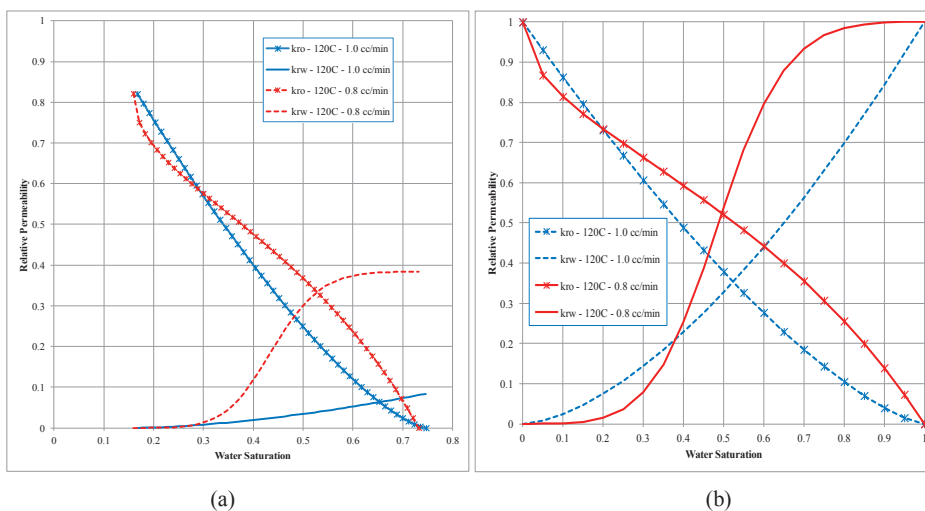 1
0.9
0.8
0.7
0.6
0.5
0.4
0.3
0.2
0.1
0
Relative Permeability
kro - 120C - 1.0 cc/min
krw - 120C - 1.0 cc/min
kro - 120C - 0.8 cc/min
krw - 120C - 0.8 cc/min
0 0.1 0.2 0.3 0.4 0.5 0.6 0.7 0.8
Water Saturation
(a)
1
0.9
0.8
0.7
0.6
0.5
0.4
0.3
0.2
0.1
0
Relative Permeability
kro - 120C - 1.0 cc/min
krw - 120C - 1.0 cc/min
kro - 120C - 0.8 cc/min
krw - 120C - 0.8 cc/min
0 0.1 0.2 0.3 0.4 0.5 0.6 0.7 0.8 0.9 1
Water Saturation
(b)